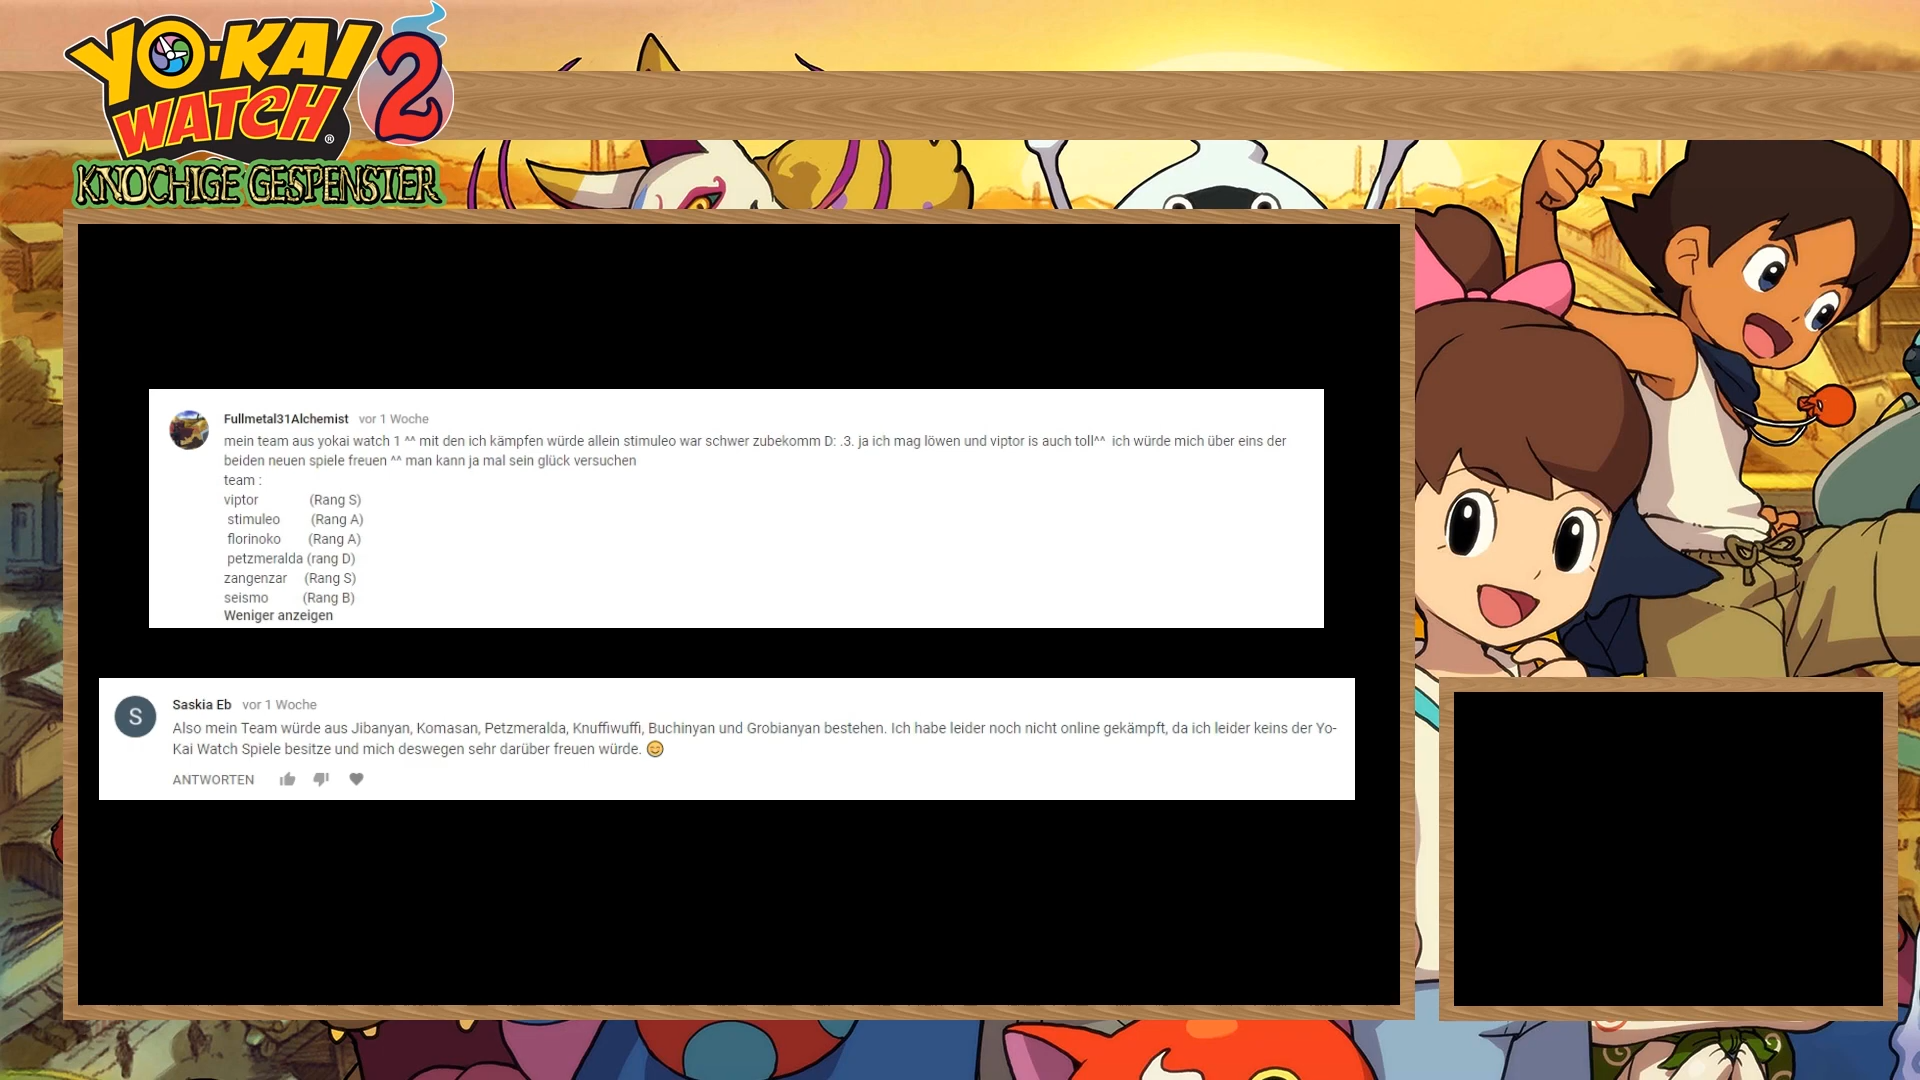 YO-KAI
WATCH® 2
KNOCHIGE GESPENSTER
Fullmetal31Alchemist vor 1 Woche
mein team aus yokai watch 1 ^^ mit den ich kämpfen würde allein stimuleo war schwer zubekomm D: .3. ja ich mag löwen und viptor is auch toll^^ ich würde mich über eins der
beiden neuen spiele freuen ^^ man kann ja mal sein glück versuchen
team :
viptor (Rang S)
stimuleo (Rang A)
florinoko (Rang A)
petzmeralda (rang D)
zangenzar (Rang S)
seismo (Rang B)
Weniger anzeigen
S
Saskia Eb vor 1 Woche
Also mein Team würde aus Jibanyan, Komasan, Petzmeralda, Knuffiwuffi, Buchinyan und Grobianyan bestehen. Ich habe leider noch nicht online gekämpft, da ich leider keins der Yo-
Kai Watch Spiele besitze und mich deswegen sehr darüber freuen würde. 😊
ANTWORTEN